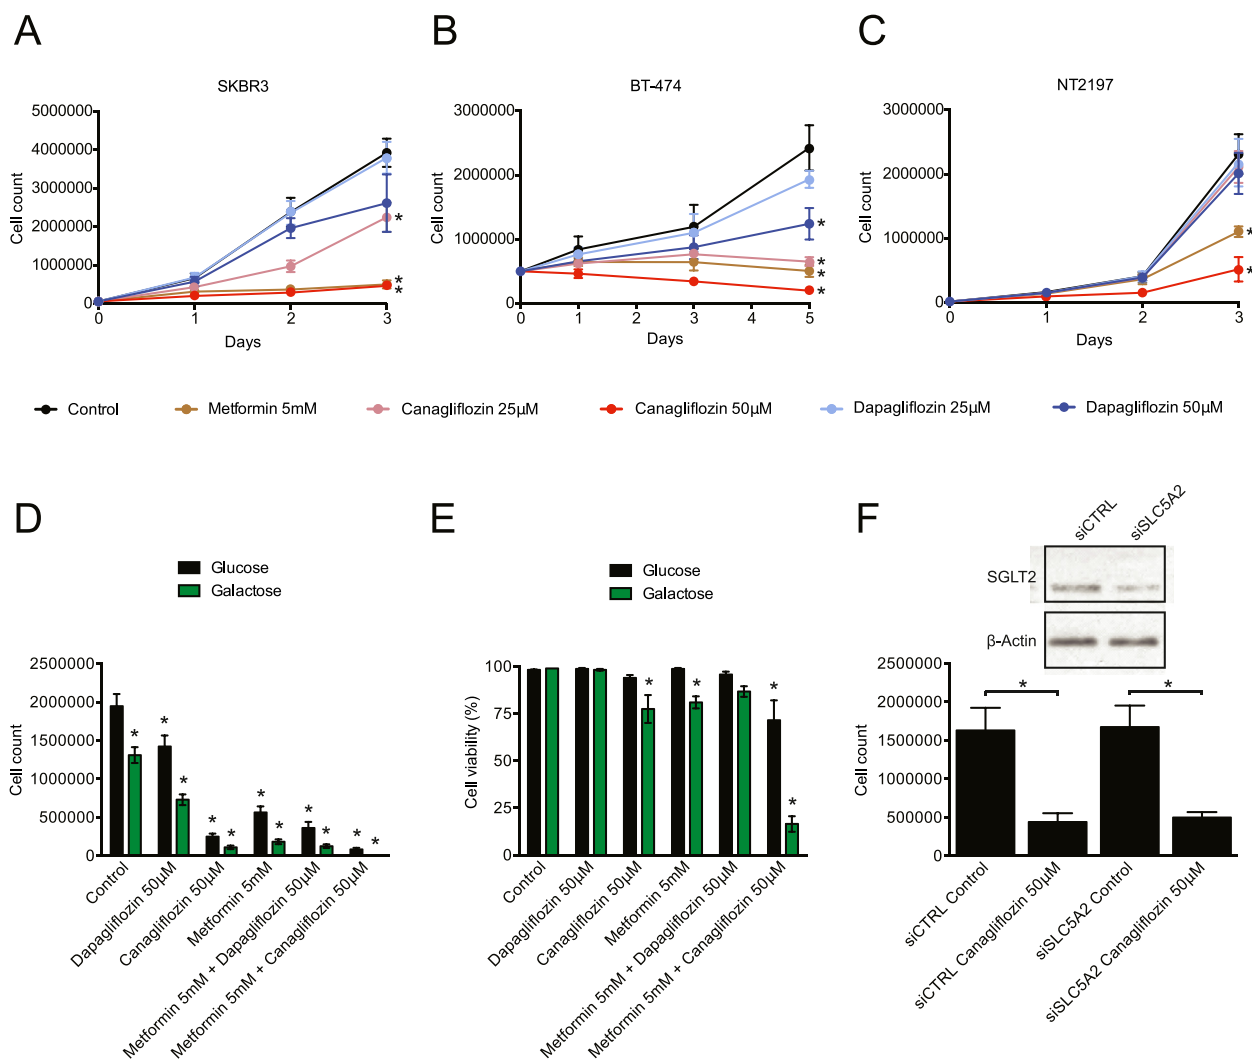 A
B
C
SKBR3
BT-474
NT2197
Cell count
5000000
4000000
3000000
2000000
1000000
0
0 1 2 3
Days
*
*
*
Cell count
3000000
2000000
1000000
0
0 1 3 5
Days
*
*
*
*
Cell count
3000000
2000000
1000000
0
0 1 2 3
Days
*
*
Control
Metformin 5mM
Canagliflozin 25µM
Canagliflozin 50µM
Dapagliflozin 25µM
Dapagliflozin 50µM
D
E
F
Glucose
Galactose
Cell count
2500000
2000000
1500000
1000000
500000
0
* * * * * * * * * * *
Control
Dapagliflozin 50µM
Canagliflozin 50µM
Metformin 5mM
Metformin 5mM + Dapagliflozin 50µM
Metformin 5mM + Canagliflozin 50µM
Glucose
Galactose
Cell viability (%)
100
75
50
25
0
* * * *
Control
Dapagliflozin 50µM
Canagliflozin 50µM
Metformin 5mM
Metformin 5mM + Dapagliflozin 50µM
Metformin 5mM + Canagliflozin 50µM
siCTRL
siSLC5A2
SGLT2
β-Actin
Cell count
2500000
2000000
1500000
1000000
500000
0
* *
siCTRL Control
siCTRL Canagliflozin 50µM
siSLC5A2 Control
siSLC5A2 Canagliflozin 50µM